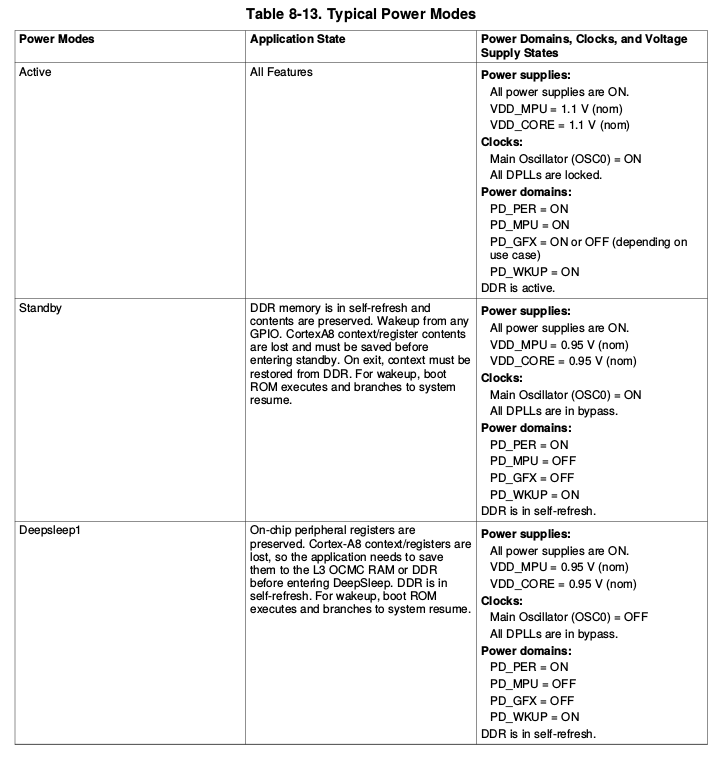 Table 8-13. Typical Power Modes
Power Modes
Application State
Power Domains, Clocks, and Voltage
Supply States
Active
All Features
Power supplies:
All power supplies are ON.
VDD_MPU = 1.1 V (nom)
VDD_CORE = 1.1 V (nom)
Clocks:
Main Oscillator (OSC0) = ON
All DPLLs are locked.
Power domains:
PD_PER = ON
PD_MPU = ON
PD_GFX = ON or OFF (depending on
use case)
PD_WKUP = ON
DDR is active.
Standby
DDR memory is in self-refresh and
contents are preserved. Wakeup from any
GPIO. CortexA8 context/register contents
are lost and must be saved before
entering standby. On exit, context must be
restored from DDR. For wakeup, boot
ROM executes and branches to system
resume.
Power supplies:
All power supplies are ON.
VDD_MPU = 0.95 V (nom)
VDD_CORE = 0.95 V (nom)
Clocks:
Main Oscillator (OSC0) = ON
All DPLLs are in bypass.
Power domains:
PD_PER = ON
PD_MPU = OFF
PD_GFX = OFF
PD_WKUP = ON
DDR is in self-refresh.
Deepsleep1
On-chip peripheral registers are
preserved. Cortex-A8 context/registers are
lost, so the application needs to save
them to the L3 OCMC RAM or DDR
before entering DeepSleep. DDR is in
self-refresh. For wakeup, boot ROM
executes and branches to system resume.
Power supplies:
All power supplies are ON.
VDD_MPU = 0.95 V (nom)
VDD_CORE = 0.95 V (nom)
Clocks:
Main Oscillator (OSC0) = OFF
All DPLLs are in bypass.
Power domains:
PD_PER = ON
PD_MPU = OFF
PD_GFX = OFF
PD_WKUP = ON
DDR is in self-refresh.